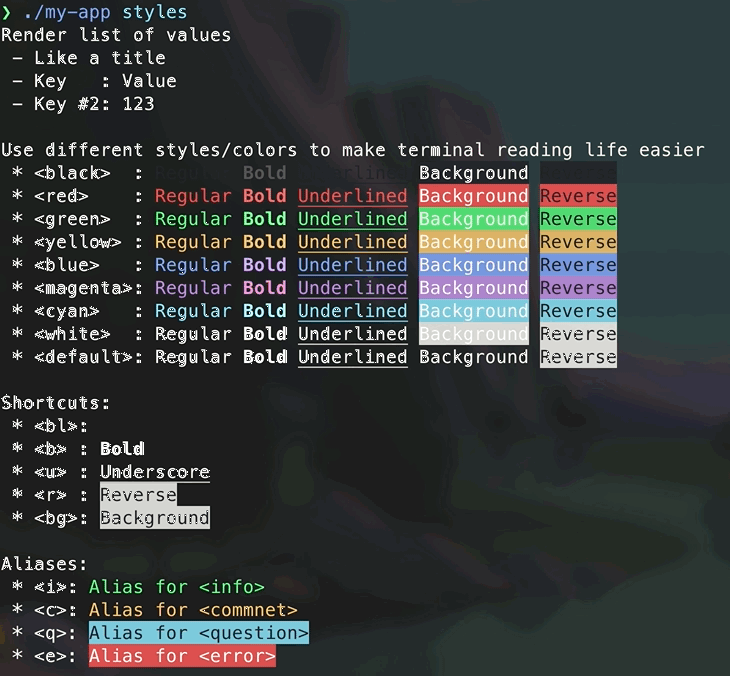 ❯ ./my-app styles
Render list of values
 - Like a title
 - Key   : Value
 - Key #2: 123

Use different styles/colors to make terminal reading life easier
 * <black>  : Regular Bold Underlined Background Reverse
 * <red>    : Regular Bold Underlined Background Reverse
 * <green>  : Regular Bold Underlined Background Reverse
 * <yellow> : Regular Bold Underlined Background Reverse
 * <blue>   : Regular Bold Underlined Background Reverse
 * <magenta>: Regular Bold Underlined Background Reverse
 * <cyan>   : Regular Bold Underlined Background Reverse
 * <white>  : Regular Bold Underlined Background Reverse
 * <default>: Regular Bold Underlined Background Reverse

Shortcuts:
 * <bl>:
 * <b> : Bold
 * <u> : Underscore
 * <r> : Reverse
 * <bg>: Background

Aliases:
 * <i>: Alias for <info>
 * <c>: Alias for <commnet>
 * <q>: Alias for <question>
 * <e>: Alias for <error>